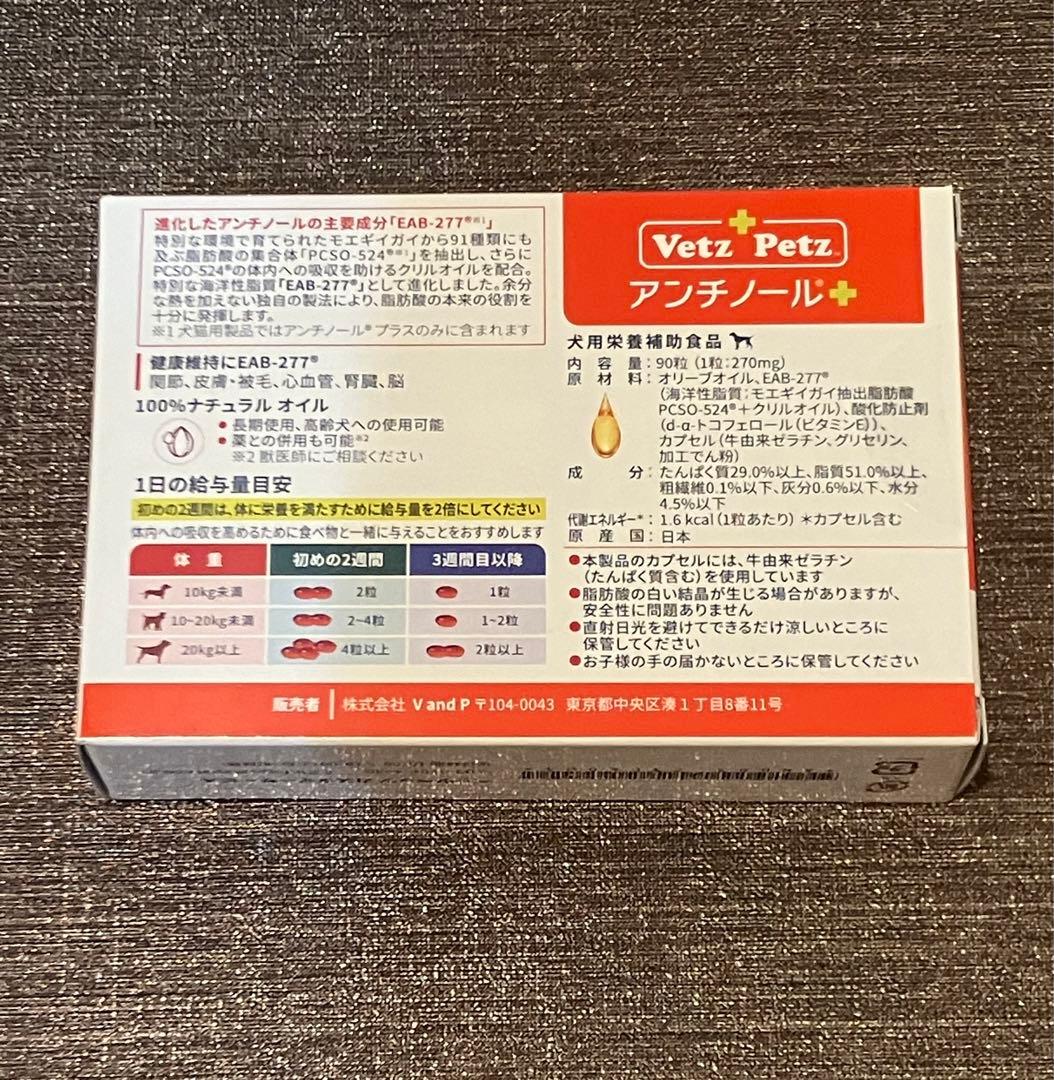 進化したアンチノールの主要成分「EAB-277®※1」
特別な環境で育てられたモエギイガイから91種類にも
及ぶ脂肪酸の集合体「PCSO-524®※1」を抽出し、さらに
PCSO-524®の体内への吸収を助けるクリルオイルを配合。
特別な海洋性脂質「EAB-277®」として進化しました。余分
な熱を加えない独自の製法により、脂肪酸の本来の役割を
十分に発揮します。
※1 犬猫用製品ではアンチノール® プラスのみに含まれます
健康維持にEAB-277®
関節、皮膚・被毛、心血管、腎臓、脳
100%ナチュラル オイル
● 長期使用、高齢犬への使用可能
● 薬との併用も可能※2
※2 獣医師にご相談ください
1日の給与量目安
初めの2週間は、体に栄養を満たすために給与量を2倍にしてください
体内への吸収を高めるために食べ物と一緒に与えることをおすすめします
体 重 初めの2週間 3週間目以降
10kg未満 2粒 1粒
10~20kg未満 2~4粒 1~2粒
20kg以上 4粒以上 2粒以上
Vetz Petz
アンチノール®
犬用栄養補助食品
内 容 量：90粒（1粒：270mg）
原 材 料：オリーブオイル、EAB-277®
（海洋性脂質：モエギイガイ抽出脂肪酸
PCSO-524®＋クリルオイル）、酸化防止剤
（d-α-トコフェロール（ビタミンE））、
カプセル（牛由来ゼラチン、グリセリン、
加工でん粉）
成 分：たんぱく質29.0%以上、脂質51.0%以上、
粗繊維0.1%以下、灰分0.6%以下、水分
4.5%以下
代謝エネルギー*：1.6 kcal（1粒あたり）＊カプセル含む
原 産 国：日本
●本製品のカプセルには、牛由来ゼラチン
（たんぱく質含む）を使用しています
●脂肪酸の白い結晶が生じる場合がありますが、
安全性に問題ありません
●直射日光を避けてできるだけ涼しいところに
保管してください
●お子様の手の届かないところに保管してください
販売者 株式会社 V and P 〒104-0043 東京都中央区湊1丁目8番11号